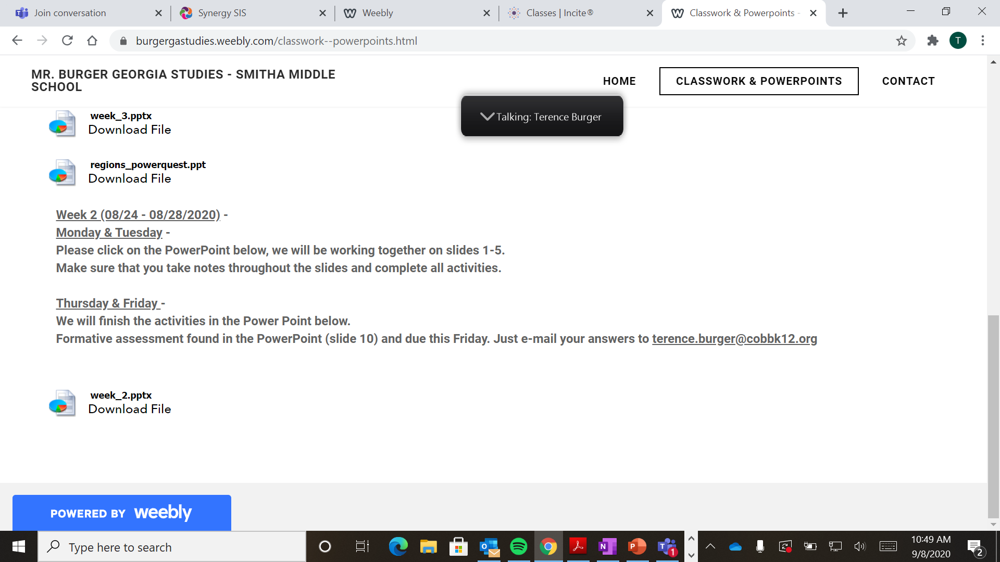 Join conversation
Synergy SIS
Weebly
Classes | Incite®
Classwork & Powerpoints -
burgergastudies.weebly.com/classwork--powerpoints.html
T
MR. BURGER GEORGIA STUDIES - SMITHA MIDDLE
SCHOOL
HOME
CLASSWORK & POWERPOINTS
CONTACT
Talking: Terence Burger
week_3.pptx
Download File
regions_powerquest.ppt
Download File
Week 2 (08/24 - 08/28/2020) -
Monday & Tuesday -
Please click on the PowerPoint below, we will be working together on slides 1-5.
Make sure that you take notes throughout the slides and complete all activities.
Thursday & Friday -
We will finish the activities in the Power Point below.
Formative assessment found in the PowerPoint (slide 10) and due this Friday. Just e-mail your answers to terence.burger@cobbk12.org
week_2.pptx
Download File
POWERED BY weebly
Type here to search
10:49 AM
9/8/2020
1
2